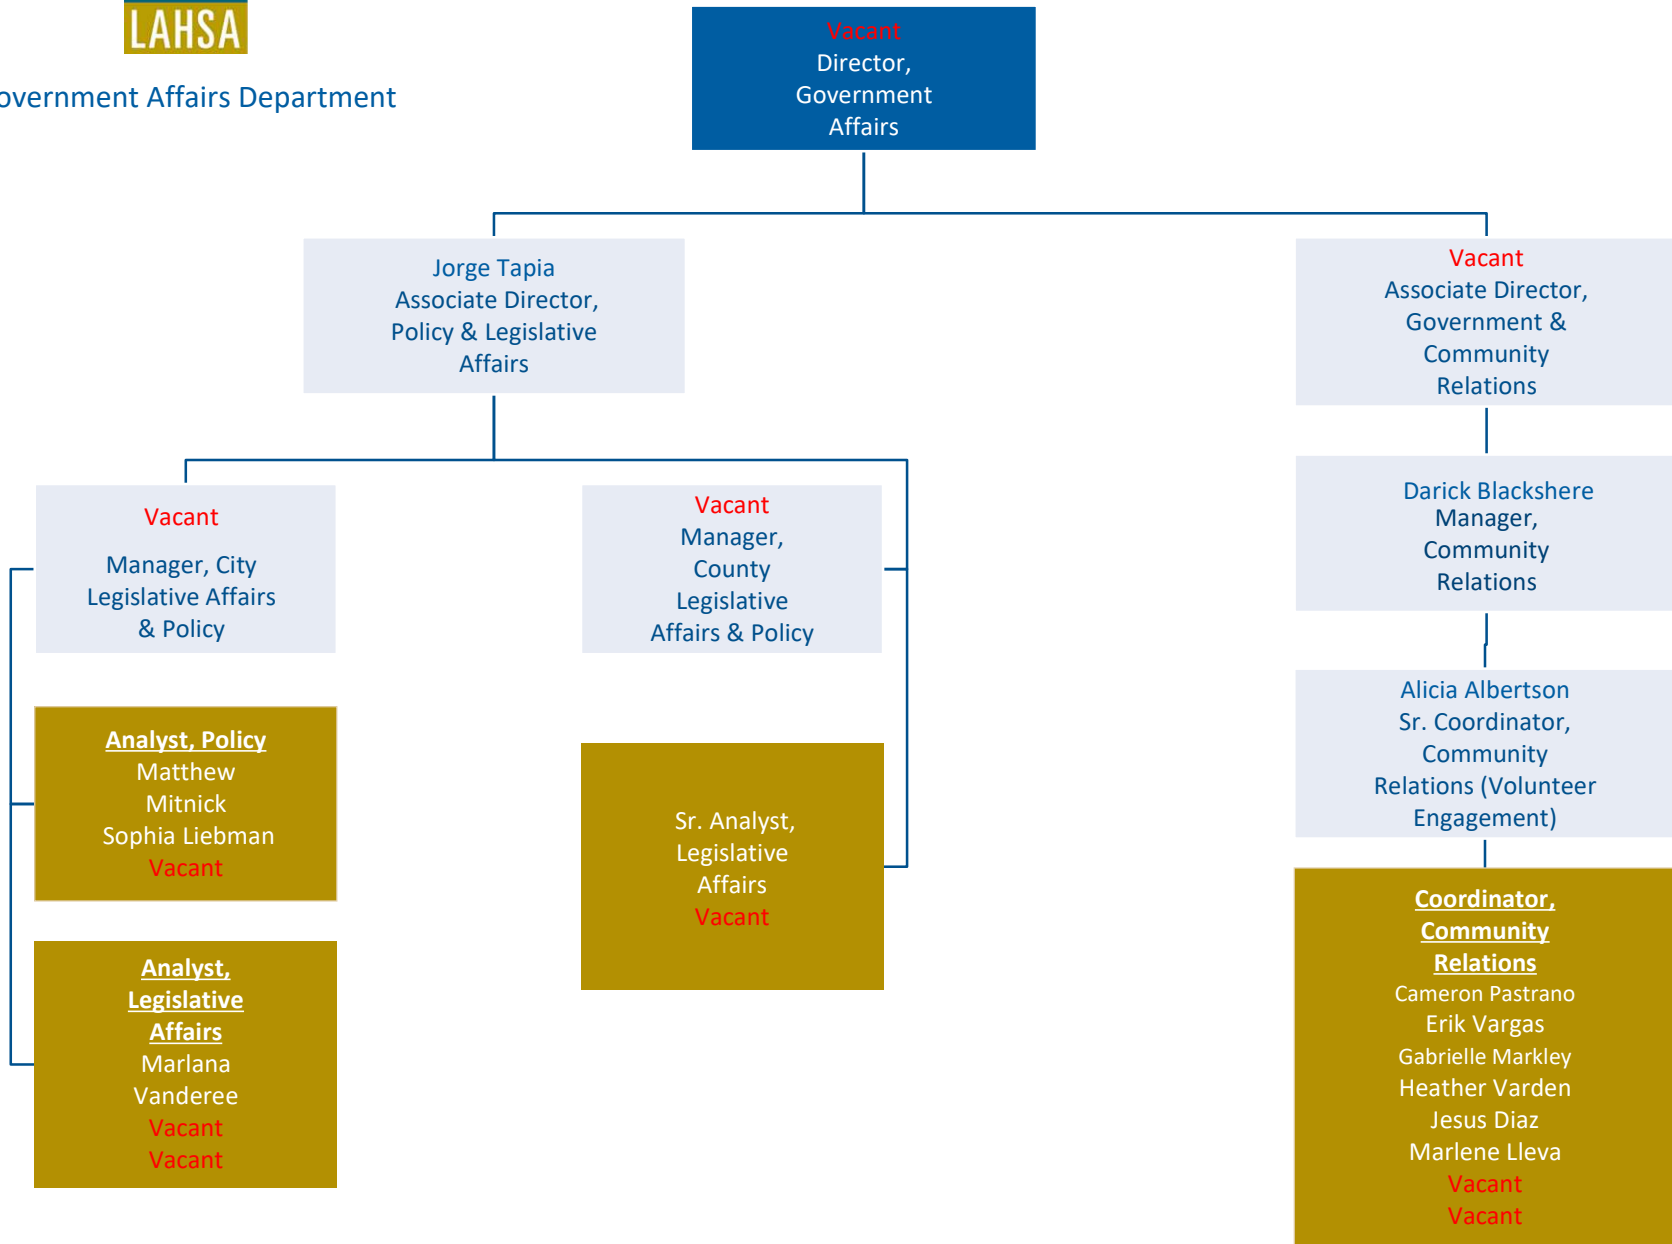 LAHSA
overnment Affairs Department
Vacant
Director,
Government
Affairs
Jorge Tapia
Associate Director,
Policy & Legislative
Affairs
Vacant
Associate Director,
Government &
Community
Relations
Vacant
Manager, City
Legislative Affairs
& Policy
Vacant
Manager,
County
Legislative
Affairs & Policy
Darick Blackshere
Manager,
Community
Relations
Analyst, Policy
Matthew
Mitnick
Sophia Liebman
Vacant
Sr. Analyst,
Legislative
Affairs
Vacant
Alicia Albertson
Sr. Coordinator,
Community
Relations (Volunteer
Engagement)
Analyst,
Legislative
Affairs
Marlana
Vanderee
Vacant
Vacant
Coordinator,
Community
Relations
Cameron Pastrano
Erik Vargas
Gabrielle Markley
Heather Varden
Jesus Diaz
Marlene Lleva
Vacant
Vacant